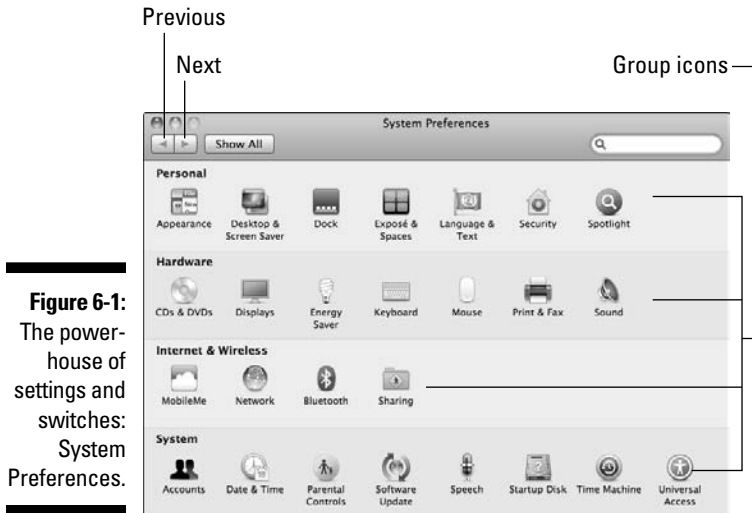 Previous
Next
Group icons
System Preferences
Show All
Personal
Appearance
Desktop &
Screen Saver
Dock
Exposé &
Spaces
Language &
Text
Security
Spotlight
Hardware
CDs & DVDs
Displays
Energy
Saver
Keyboard
Mouse
Print & Fax
Sound
Internet & Wireless
MobileMe
Network
Bluetooth
Sharing
System
Accounts
Date & Time
Parental
Controls
Software
Update
Speech
Startup Disk
Time Machine
Universal
Access
Figure 6-1:
The power-
house of
settings and
switches:
System
Preferences.